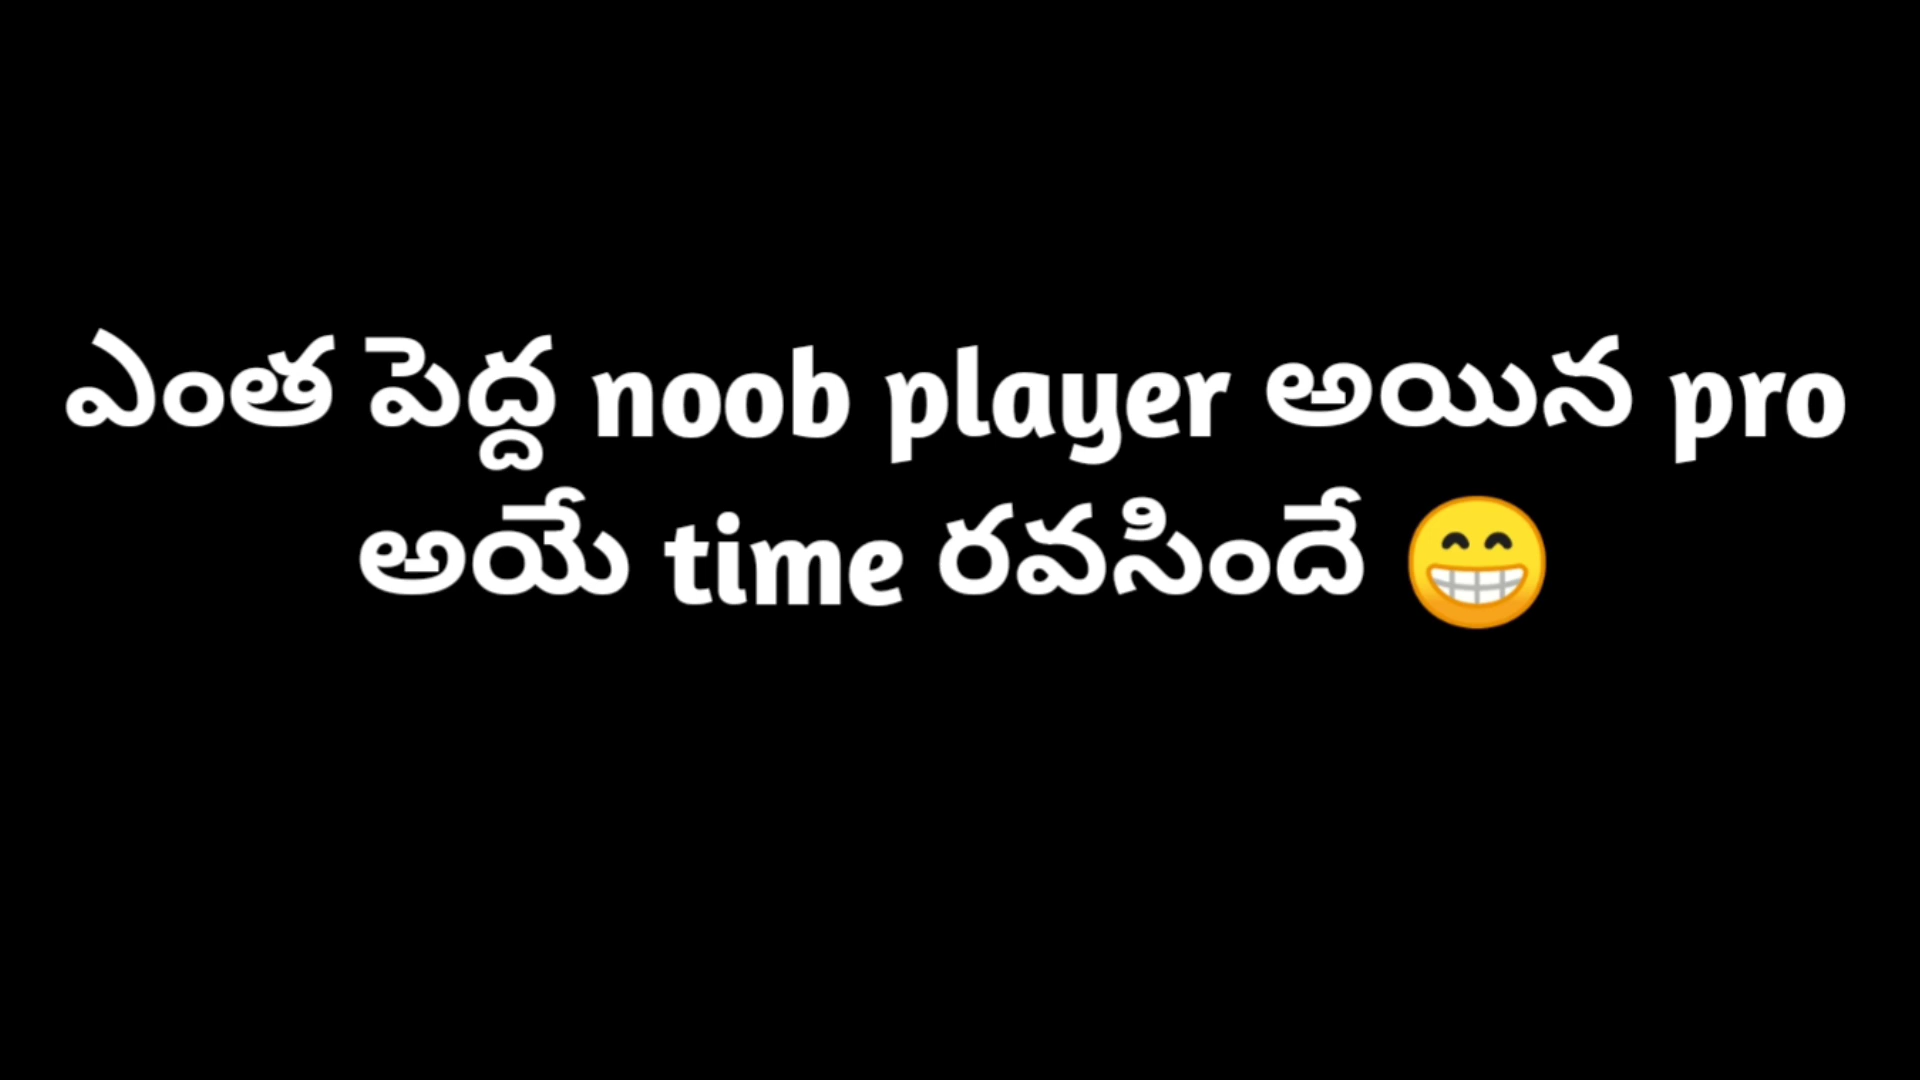 ఎంత పెద్ద noob player అయిన pro
అయే time రవసిందే 😁